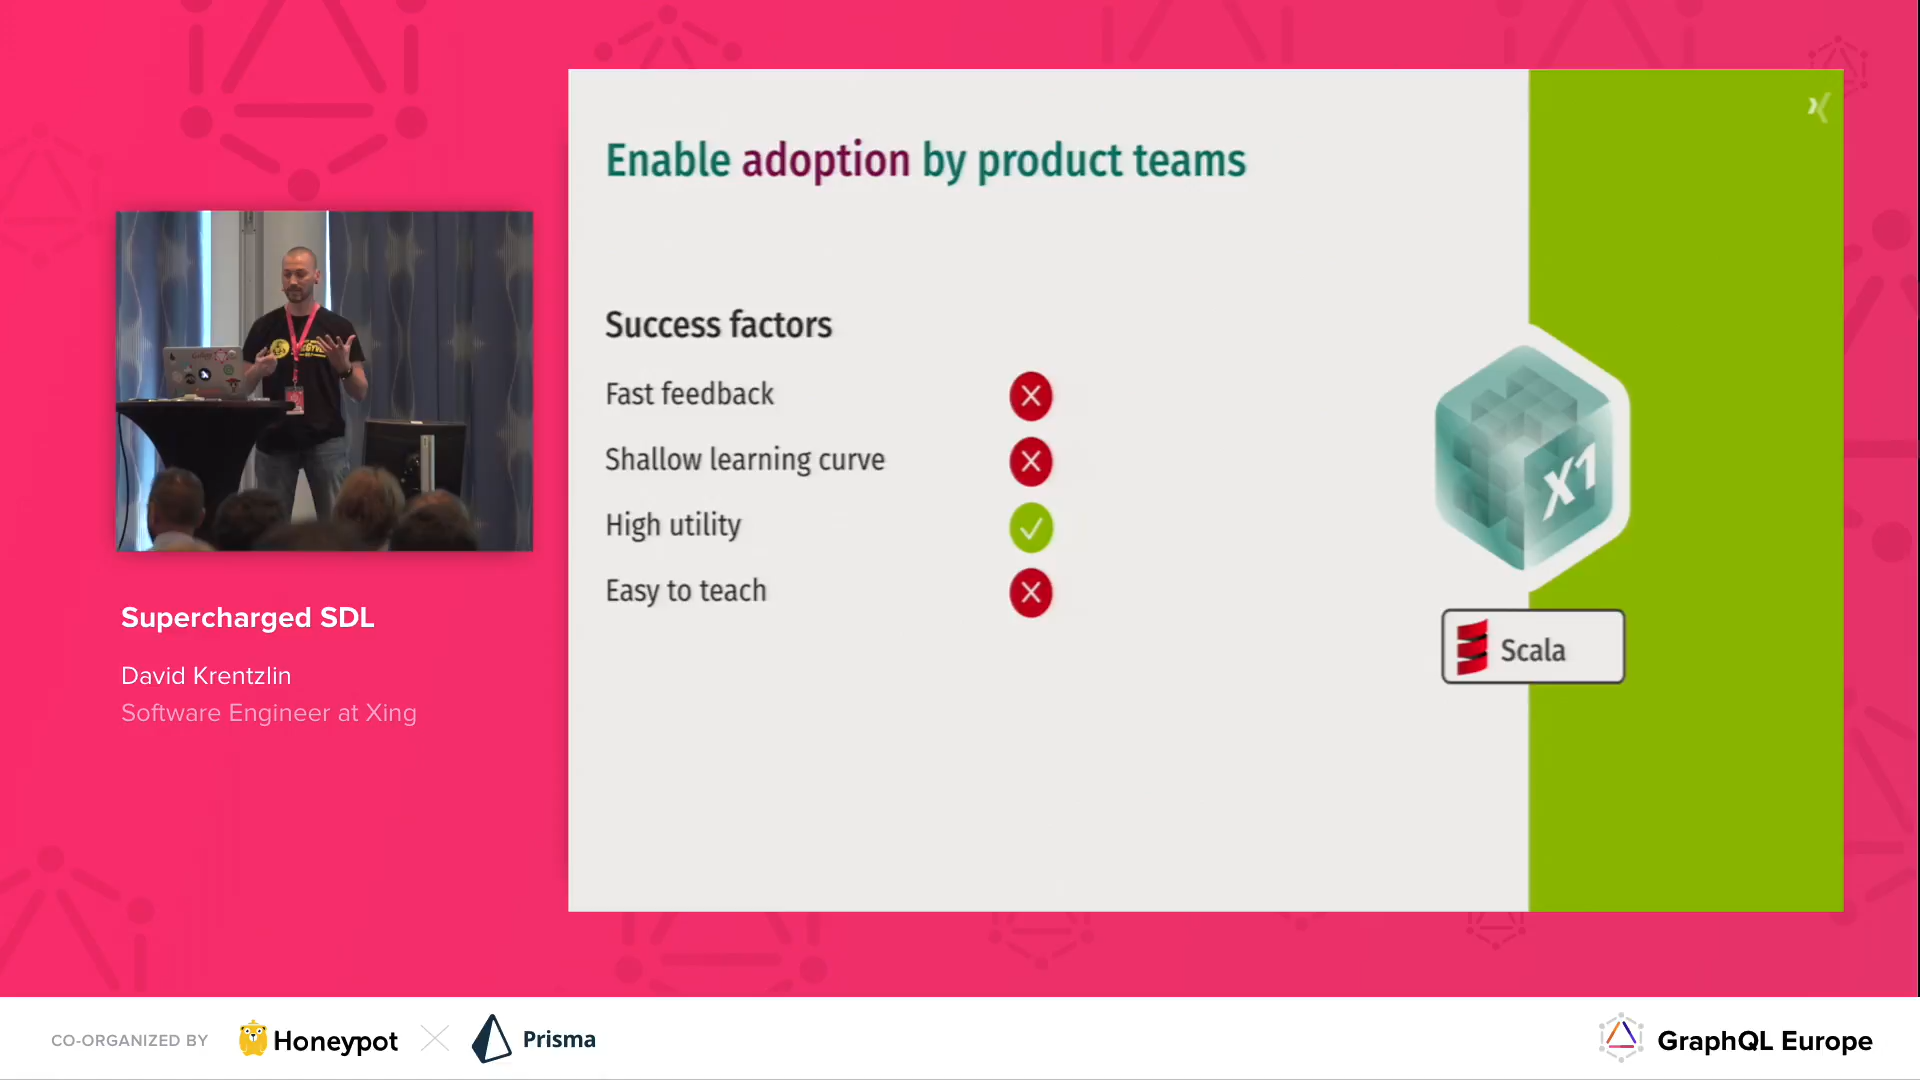 Enable adoption by product teams
Success factors
Fast feedback
Shallow learning curve
High utility
Easy to teach
X1
Scala
Supercharged SDL
David Krentzlin
Software Engineer at Xing
CO-ORGANIZED BY
Honeypot
Prisma
GraphQL Europe